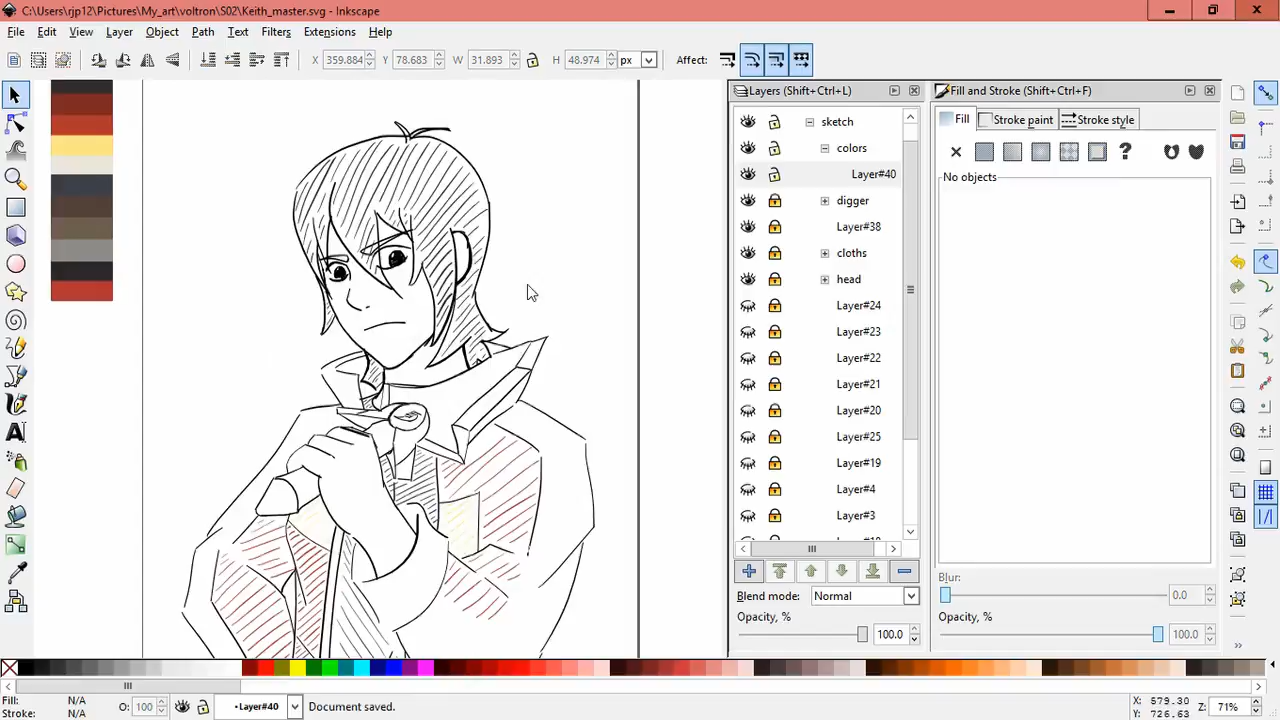 C:\Users\rjp12\Pictures\My_art\voltron\S02\Keith_master.svg - Inkscape
File Edit View Layer Object Path Filters Text Extensions Help
X 359.884 Y 78.683 W 31.893 H 48.974 px Affect:
Layers (Shift+Ctrl+L)
sketch
colors
Layer#40
digger
Layer#38
cloths
head
Layer#24
Layer#23
Layer#22
Layer#21
Layer#20
Layer#25
Layer#19
Layer#4
Layer#3
Blend mode: Normal
Opacity, %
100.0
Fill and Stroke (Shift+Ctrl+F)
Fill Stroke paint Stroke style
?
No objects
Blur:
0.0
Opacity, %
100.0
Fill: N/A
Stroke: N/A
O: 100
•Layer#40
Document saved.
X: 579.30
Y: 726.63
Z: 71%